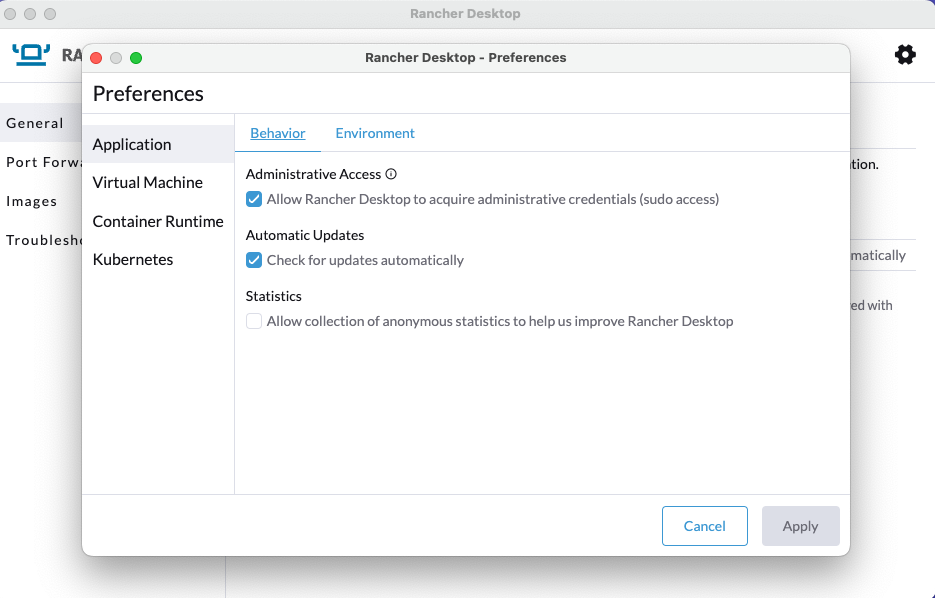 Rancher Desktop
RA
Rancher Desktop - Preferences
Preferences
General
Port Forwa
Images
Troublesho
Application
Virtual Machine
Container Runtime
Kubernetes
Behavior Environment
Administrative Access
Allow Rancher Desktop to acquire administrative credentials (sudo access)
Automatic Updates
Check for updates automatically
Statistics
Allow collection of anonymous statistics to help us improve Rancher Desktop
tion.
matically
ed with
Cancel Apply